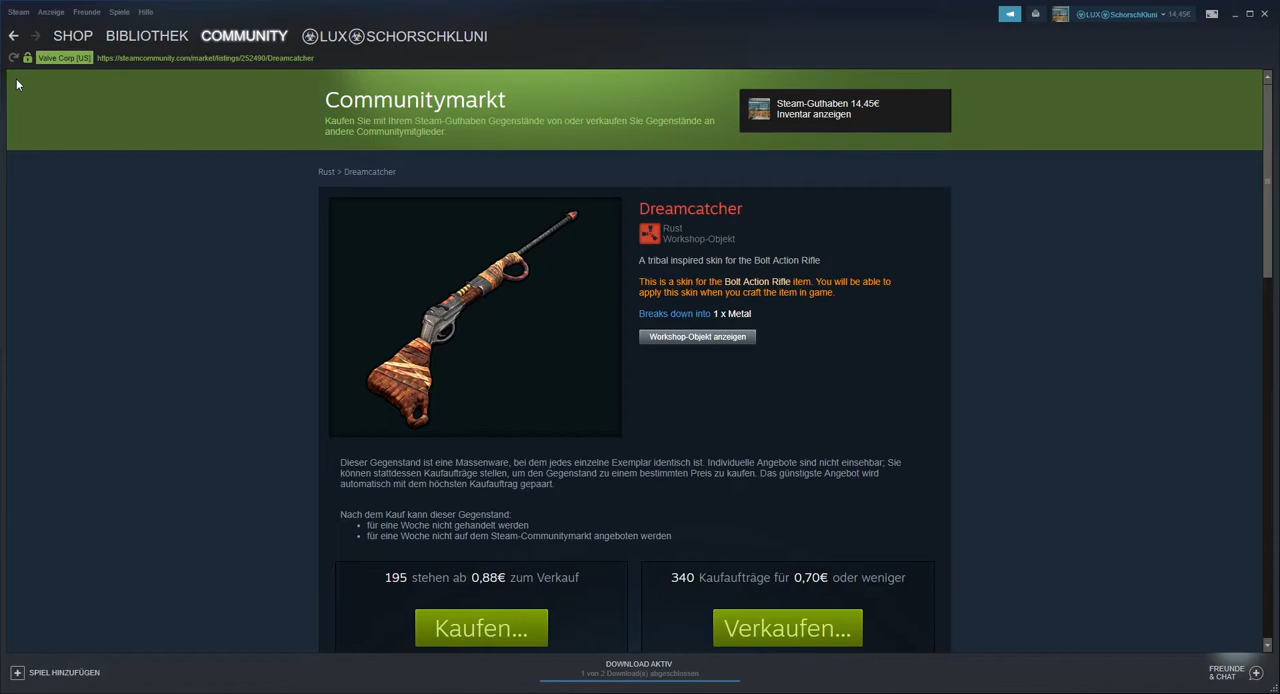 Steam Anzeige Freunde Spiele Hilfe
☣LUX☣SchorschKluni 14,45€
SHOP BIBLIOTHEK COMMUNITY ☣LUX☣SCHORSCHKLUNI
Valve Corp [US] https://steamcommunity.com/market/listings/252490/Dreamcatcher
Communitymarkt
Kaufen Sie mit Ihrem Steam-Guthaben Gegenstände von oder verkaufen Sie Gegenstände an
andere Communitymitglieder.
Steam-Guthaben 14,45€
Inventar anzeigen
Rust > Dreamcatcher
Dreamcatcher
Rust
Workshop-Objekt
A tribal inspired skin for the Bolt Action Rifle
This is a skin for the Bolt Action Rifle item. You will be able to
apply this skin when you craft the item in game.
Breaks down into 1 x Metal
Workshop-Objekt anzeigen
Dieser Gegenstand ist eine Massenware, bei dem jedes einzelne Exemplar identisch ist. Individuelle Angebote sind nicht einsehbar; Sie
können stattdessen Kaufaufträge stellen, um den Gegenstand zu einem bestimmten Preis zu kaufen. Das günstigste Angebot wird
automatisch mit dem höchsten Kaufauftrag gepaart.
Nach dem Kauf kann dieser Gegenstand:
• für eine Woche nicht gehandelt werden
• für eine Woche nicht auf dem Steam-Communitymarkt angeboten werden
195 stehen ab 0,88€ zum Verkauf
Kaufen...
340 Kaufaufträge für 0,70€ oder weniger
Verkaufen...
SPIEL HINZUFÜGEN
DOWNLOAD AKTIV
1 von 2 Download(s) abgeschlossen
FREUNDE
& CHAT